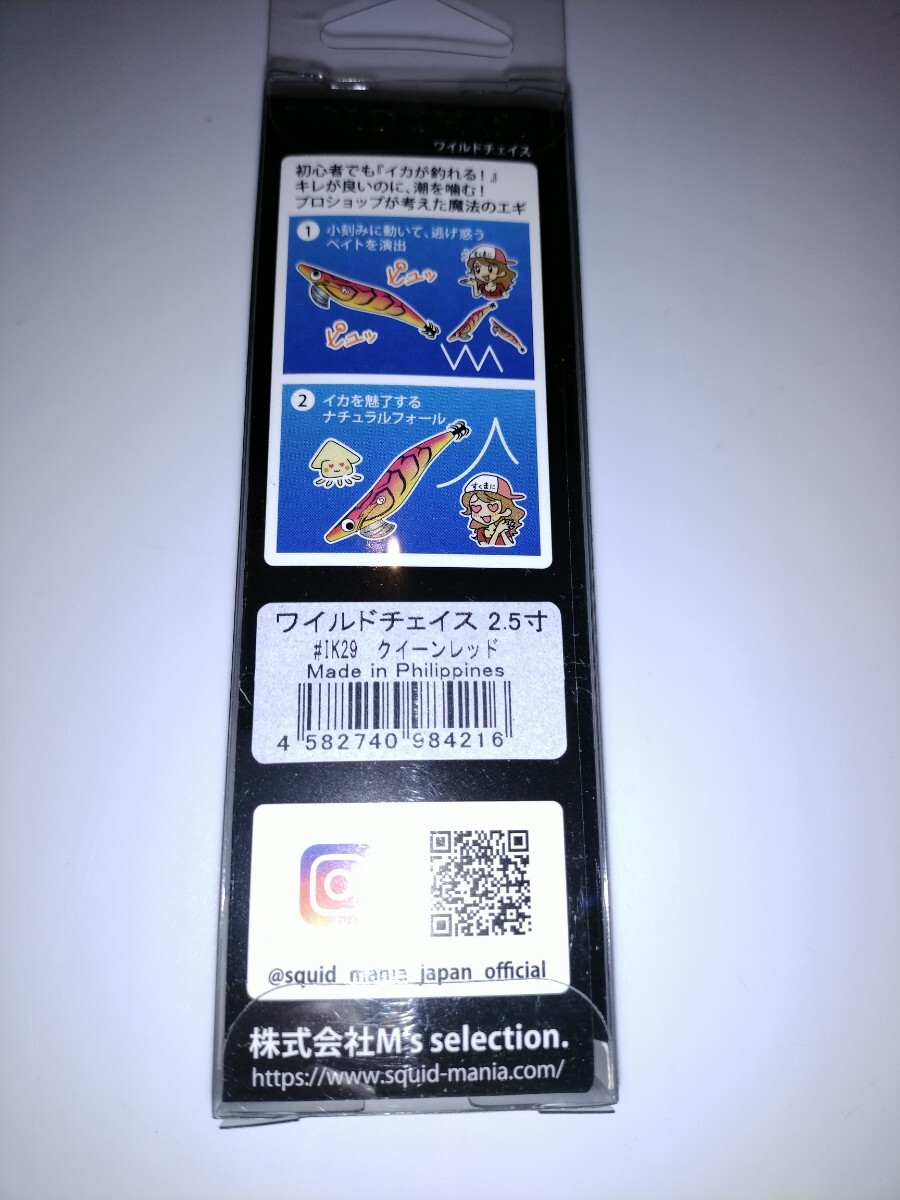 ワイルドチェイス
初心者でも『イカが釣れる!』
キレが良いのに、潮を噛む!
プロショップが考えた魔法のエギ
1 小刻みに動いて、逃げ惑う
ベイトを演出
ピュッ
ピュッ
2 イカを魅了する
ナチュラルフォール
すくまに
ワイルドチェイス 2.5寸
#IK29 クイーンレッド
Made in Philippines
4 582740 984216
@squid_mania_japan_official
株式会社M's selection.
https://www.squid-mania.com/